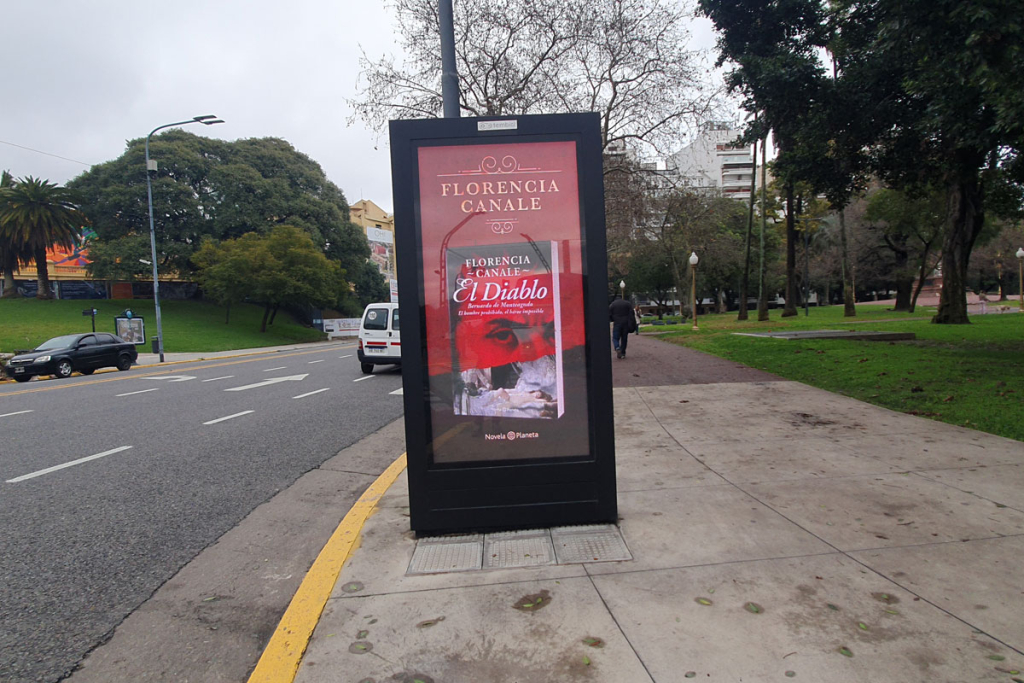 FLORENCIA
CANALE
FLORENCIA
~CANALE~
El Diablo
Bernardo de Monteagudo
El hombre prohibido, el héroe imposible
Novela Planeta